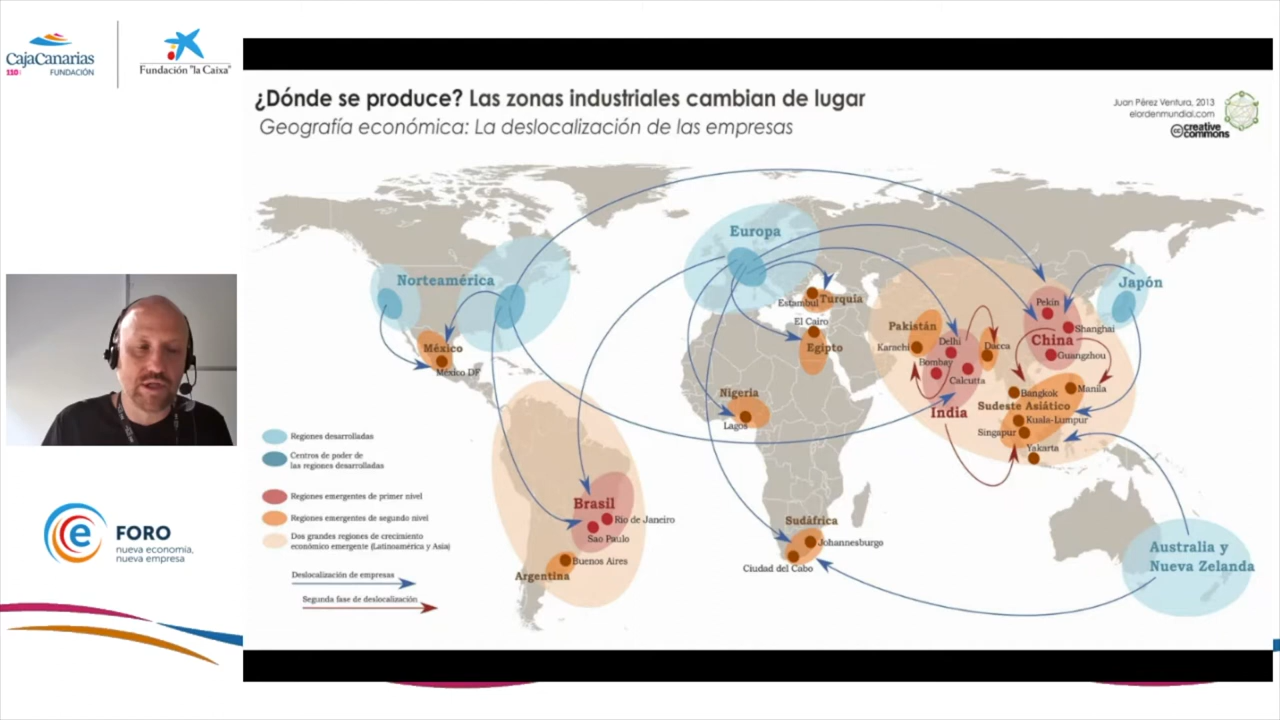 CajaCanarias
110
FUNDACIÓN
Fundación "la Caixa"
¿Dónde se produce? Las zonas industriales cambian de lugar
Geografía económica: La deslocalización de las empresas
Juan Pérez Ventura, 2013
elordenmundial.com
cc creative
commons
Europa
Norteamérica
Japón
Estambul
Turquía
Pekín
El Cairo
Pakistán
Shanghai
México
Egipto
Karachi
Delhi
Dacca
China
México DF
Bombay
Guangzhou
Calcutta
Nigeria
Bangkok
Manila
India
Sudeste Asiático
Lagos
Kuala-Lumpur
Singapur
Yakarta
Regiones desarrolladas
Centros de poder de
las regiones desarrolladas
Regiones emergentes de primer nivel
Regiones emergentes de segundo nivel
Dos grandes regiones de crecimiento
económico emergente (Latinoamérica y Asia)
Deslocalización de empresas
Segunda fase de deslocalización
Brasil
Rio de Janeiro
Sao Paulo
Buenos Aires
Argentina
Sudáfrica
Johannesburgo
Ciudad del Cabo
Australia y
Nueva Zelanda
e
FORO
nueva economía,
nueva empresa